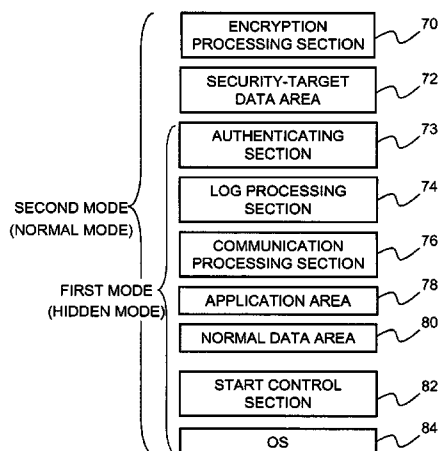 ENCRYPTION
PROCESSING SECTION
70
SECURITY-TARGET
DATA AREA
72
AUTHENTICATING
SECTION
73
LOG PROCESSING
SECTION
74
SECOND MODE
(NORMAL MODE)
COMMUNICATION
PROCESSING SECTION
76
FIRST MODE
(HIDDEN MODE)
APPLICATION AREA
78
NORMAL DATA AREA
80
START CONTROL
SECTION
82
OS
84